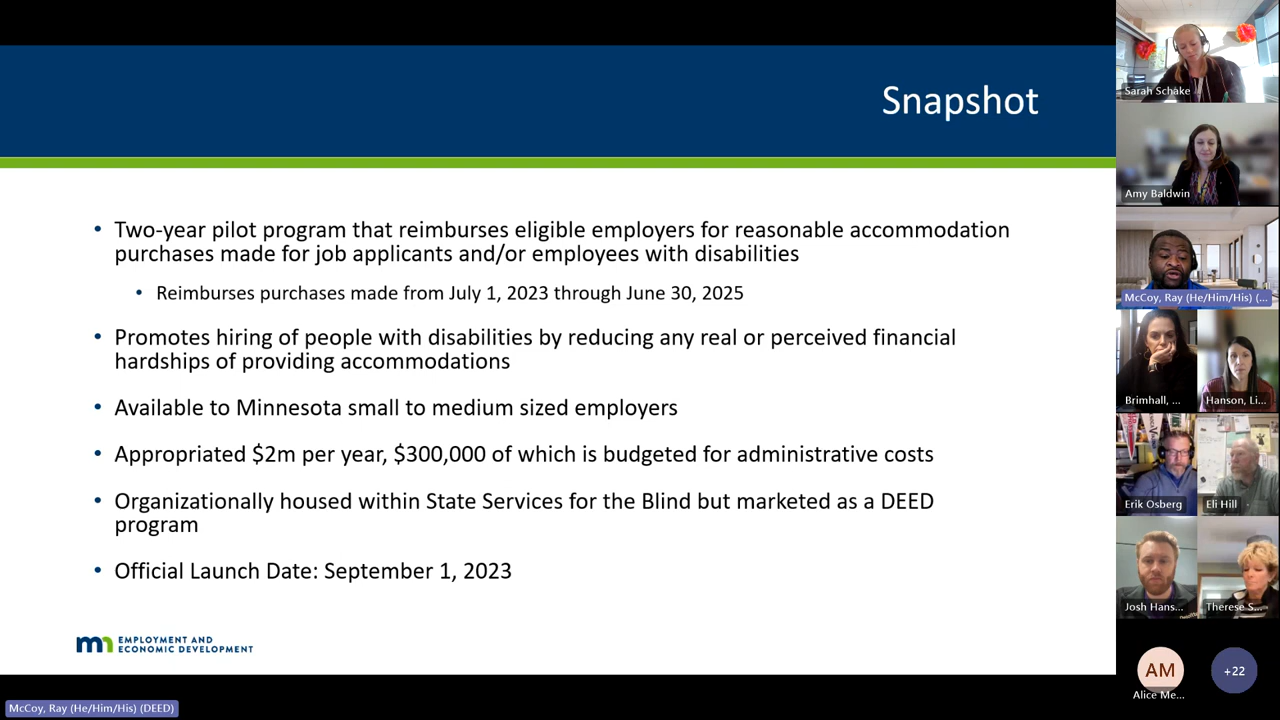 Snapshot
• Two-year pilot program that reimburses eligible employers for reasonable accommodation
purchases made for job applicants and/or employees with disabilities
• Reimburses purchases made from July 1, 2023 through June 30, 2025
• Promotes hiring of people with disabilities by reducing any real or perceived financial
hardships of providing accommodations
• Available to Minnesota small to medium sized employers
• Appropriated $2m per year, $300,000 of which is budgeted for administrative costs
• Organizationally housed within State Services for the Blind but marketed as a DEED
program
• Official Launch Date: September 1, 2023
mn EMPLOYMENT AND
ECONOMIC DEVELOPMENT
McCoy, Ray (He/Him/His) (DEED)
Sarah Schake
Amy Baldwin
McCoy, Ray (He/Him/His) (...
Brimhall, ...
Hanson, Li...
Erik Osberg
Eli Hill
Josh Hans...
Therese S...
AM
Alice Me...
+22